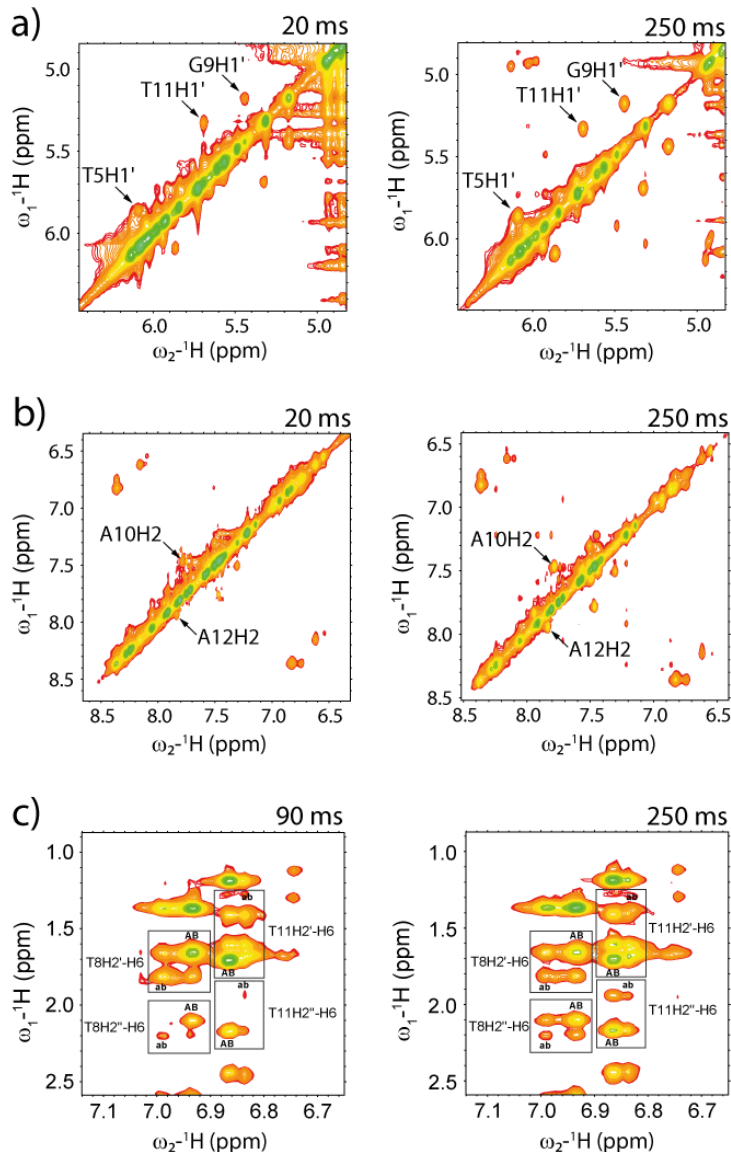 a)
20 ms
250 ms
G9H1'
T11H1'
T5H1'
5.0
5.5
6.0
ω1-1H (ppm)
6.0 5.5 5.0
ω2-1H (ppm)
G9H1'
T11H1'
T5H1'
5.0
5.5
6.0
ω1-1H (ppm)
6.0 5.5 5.0
ω2-1H (ppm)
b)
20 ms
250 ms
A10H2
A12H2
6.5
7.0
7.5
8.0
8.5
ω1-1H (ppm)
8.5 8.0 7.5 7.0 6.5
ω2-1H (ppm)
A10H2
A12H2
6.5
7.0
7.5
8.0
8.5
ω1-1H (ppm)
8.5 8.0 7.5 7.0 6.5
ω2-1H (ppm)
c)
90 ms
250 ms
1.0
1.5
2.0
2.5
ω1-1H (ppm)
ab
T11H2'-H6
AB
T8H2'-H6
AB
ab
ab
AB
T11H2''-H6
T8H2''-H6
ab
AB
7.1 7.0 6.9 6.8 6.7
ω2-1H (ppm)
1.0
1.5
2.0
2.5
ω1-1H (ppm)
ab
T11H2'-H6
AB
T8H2'-H6
AB
ab
ab
AB
T11H2''-H6
T8H2''-H6
ab
AB
7.1 7.0 6.9 6.8 6.7
ω2-1H (ppm)